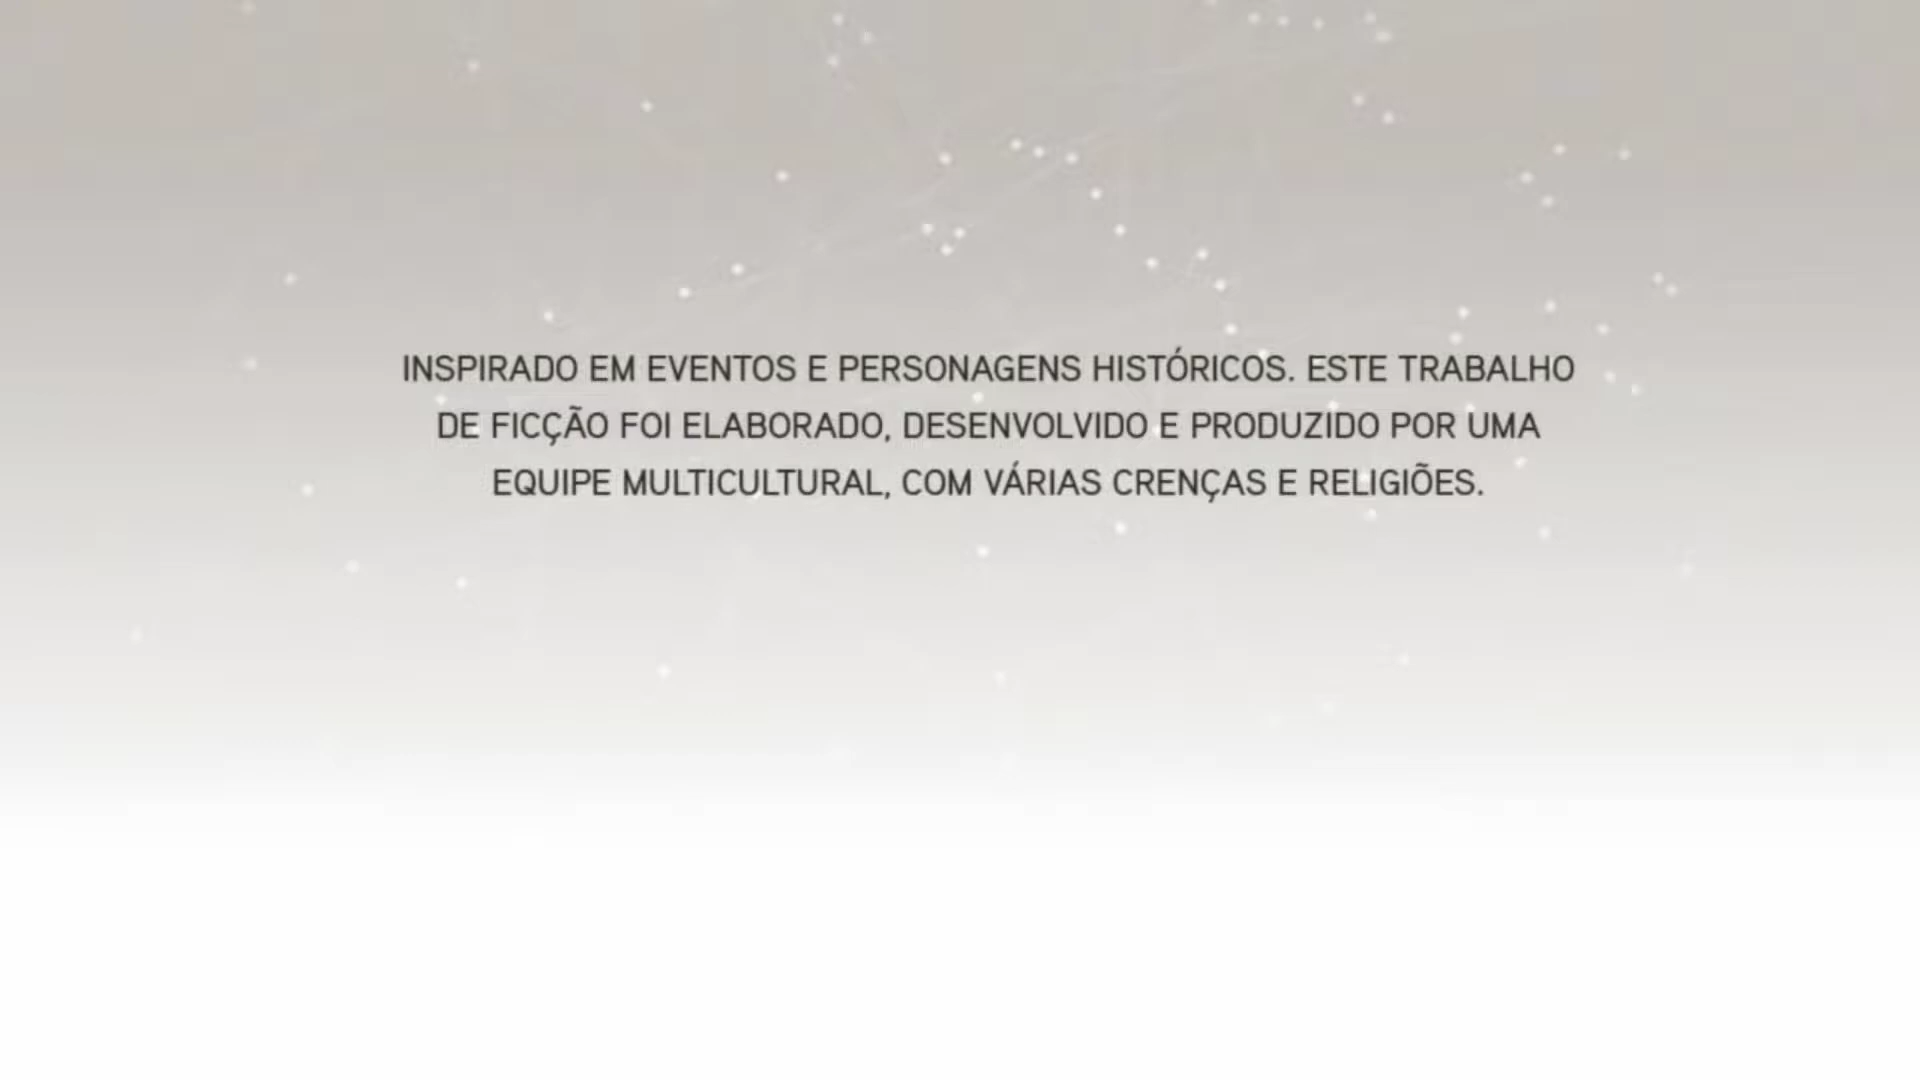 INSPIRADO EM EVENTOS E PERSONAGENS HISTÓRICOS. ESTE TRABALHO
DE FICÇÃO FOI ELABORADO, DESENVOLVIDO E PRODUZIDO POR UMA
EQUIPE MULTICULTURAL, COM VÁRIAS CRENÇAS E RELIGIÕES.